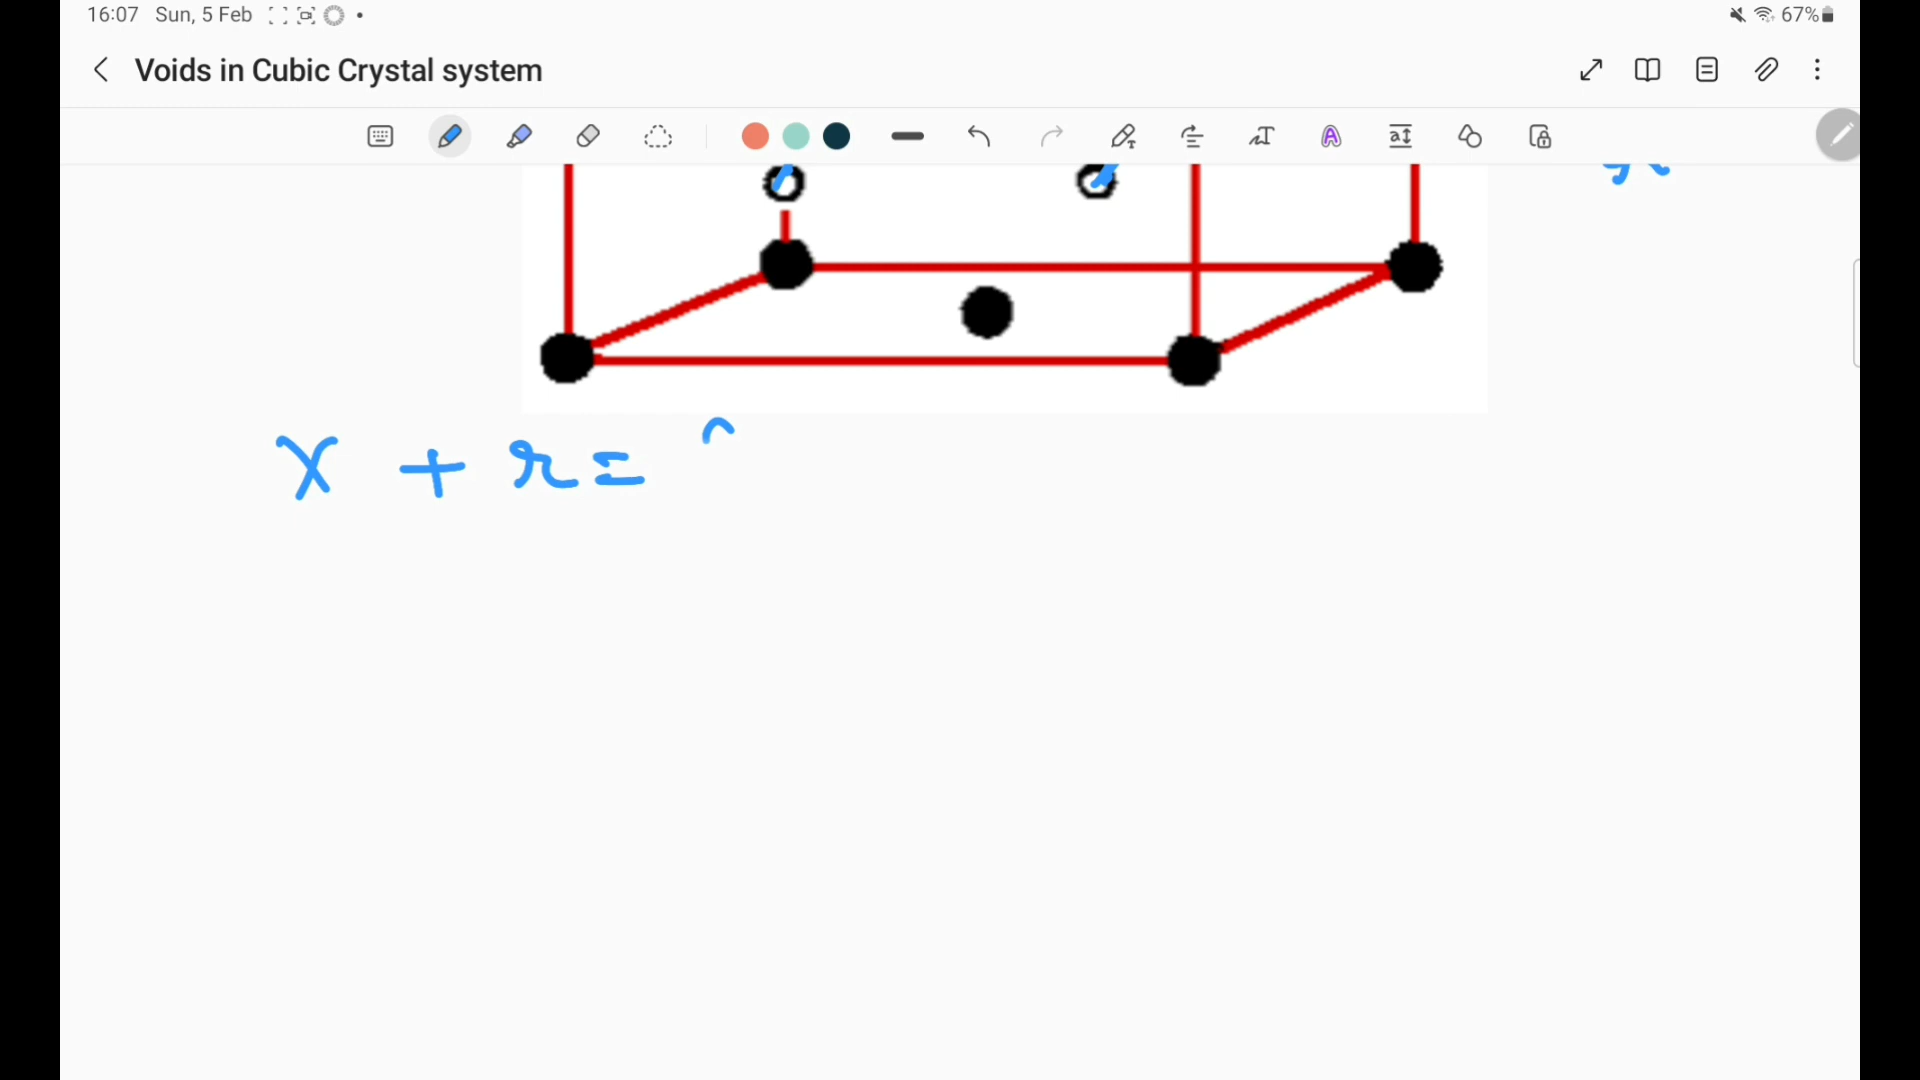 16:07 Sun, 5 Feb 67%
Voids in Cubic Crystal system
x + r =